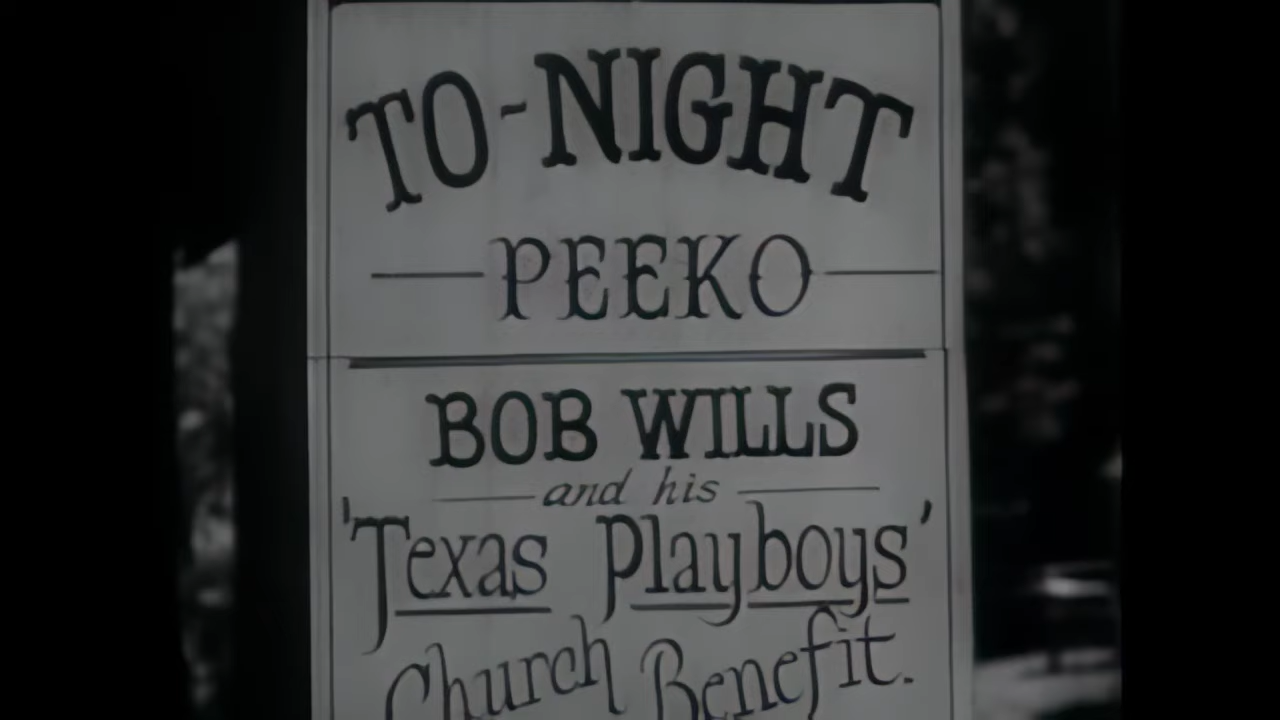 TO-NIGHT
PEEKO
BOB WILLS
and his
'Texas Playboys'
Church Benefit.